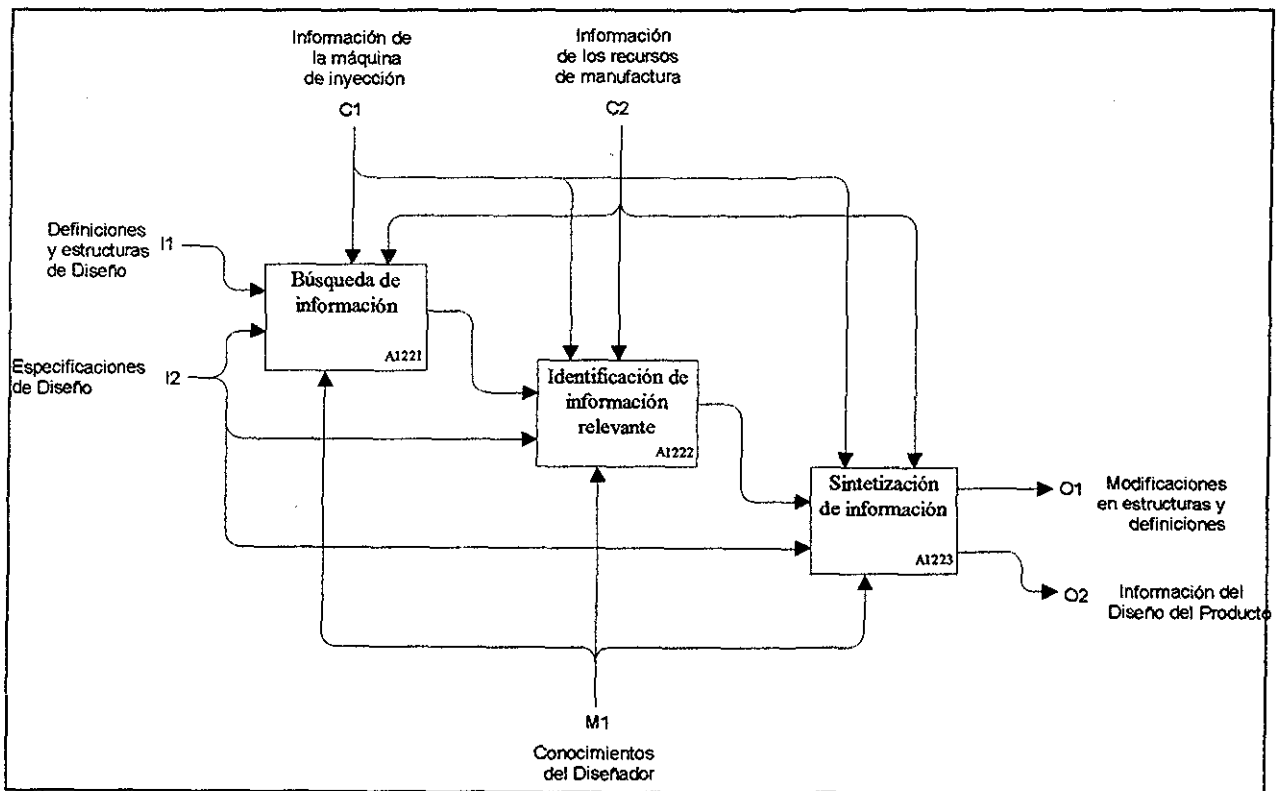 Información de
la máquina
de inyección
C1
Información
de los recursos
de manufactura
C2
Definiciones
y estructuras
de Diseño
I1
Búsqueda de
información
A1221
Especificaciones
de Diseño
I2
Identificación de
información
relevante
A1222
Sintetización
de información
A1223
O1
Modificaciones
en estructuras y
definiciones
O2
Información del
Diseño del Producto
M1
Conocimientos
del Diseñador